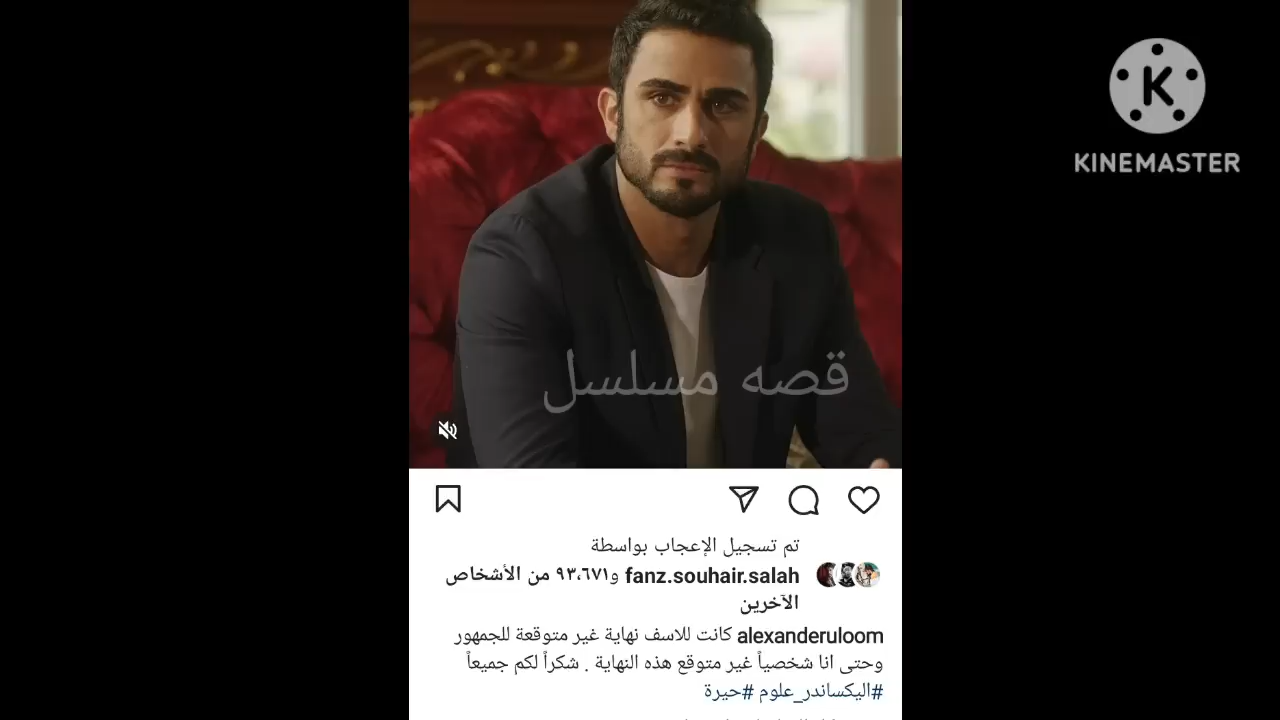 KINEMASTER
قصه مسلسل
تم تسجيل الإعجاب بواسطة
fanz.souhair.salah و٩٣،٦٧١ من الأشخاص
الآخرين
alexanderuloom كانت للاسف نهاية غير متوقعة للجمهور
وحتى انا شخصياً غير متوقع هذه النهاية . شكراً لكم جميعاً
#اليكساندر_علوم #حيرة